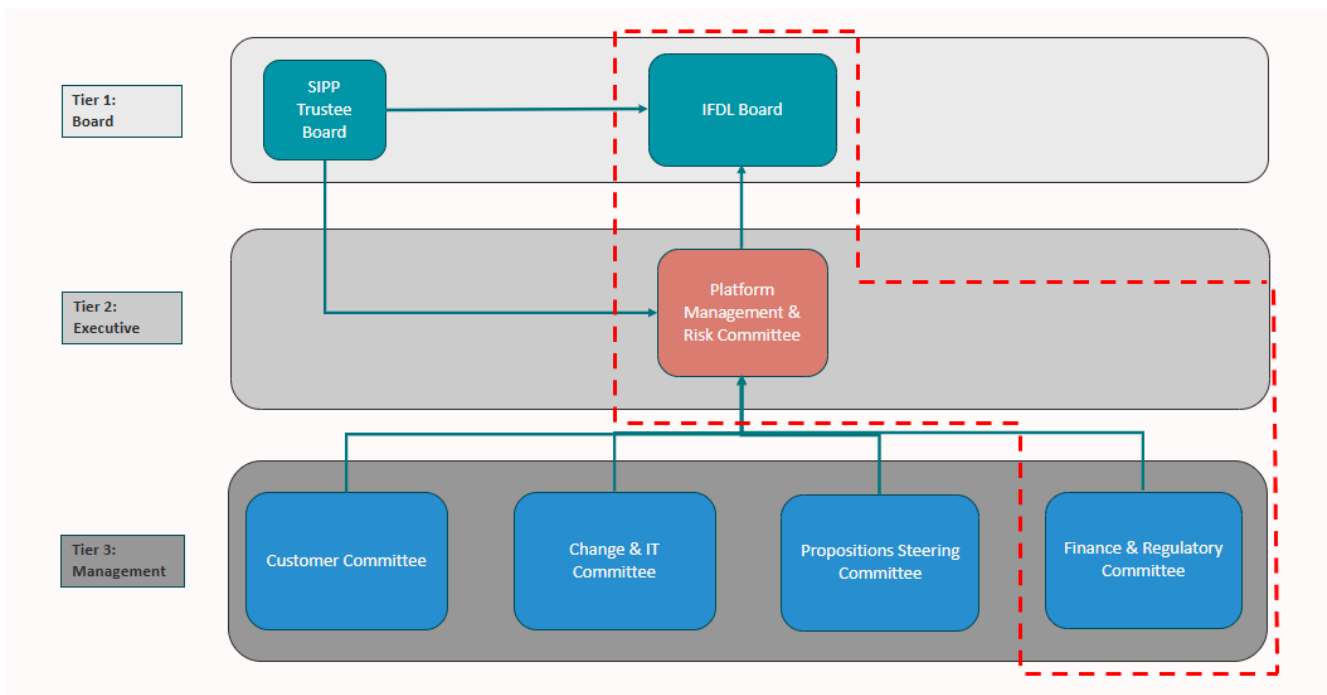 Tier 1:
Board
SIPP
Trustee
Board
IFDL Board
Tier 2:
Executive
Platform
Management &
Risk Committee
Tier 3:
Management
Customer Committee
Change & IT
Committee
Propositions Steering
Committee
Finance & Regulatory
Committee